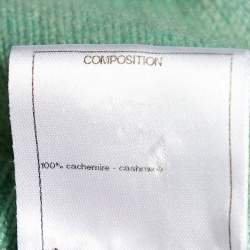 COMPOSITION
100% cachemire - cashmere